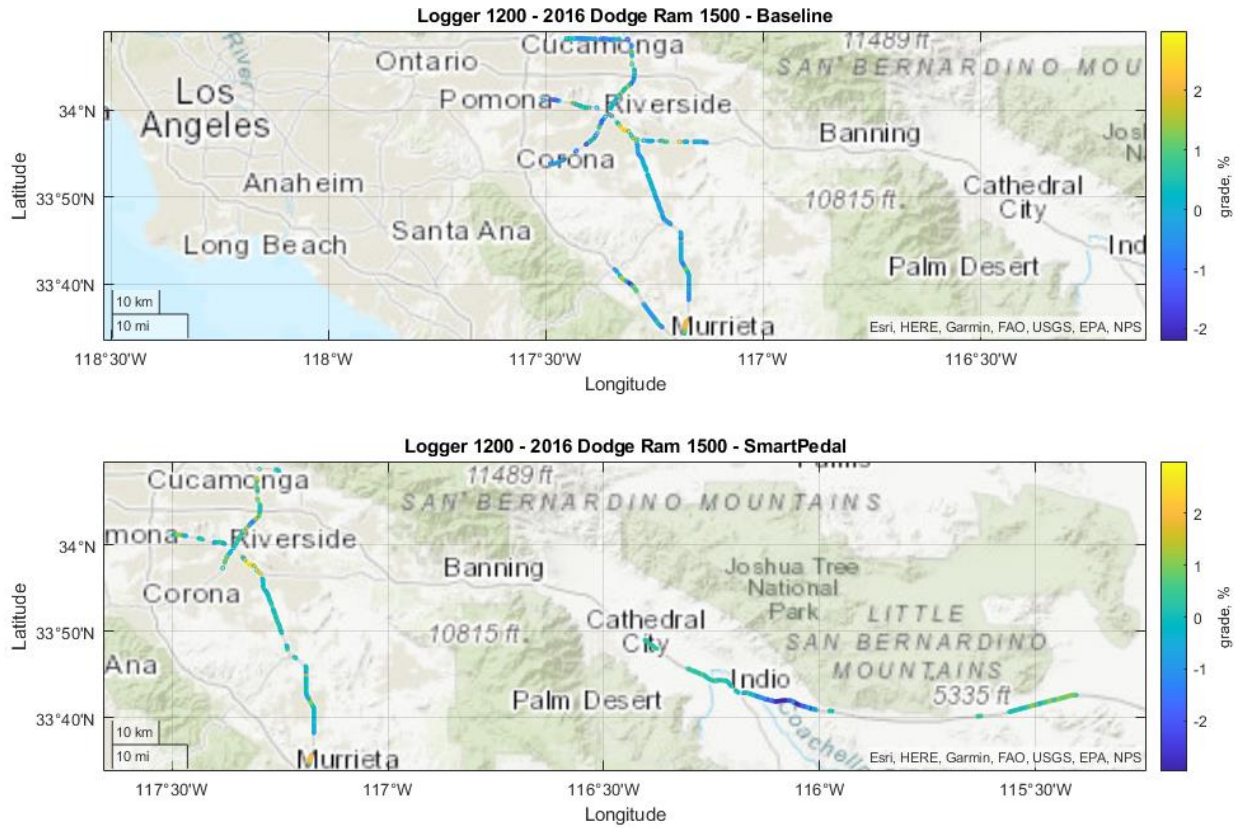 Logger 1200 - 2016 Dodge Ram 1500 - Baseline
Cucamonga
11489 ft
Ontario
SAN BERNARDINO MOU
River
Los
Angeles
Pomona
Riverside
Banning
Corona
Anaheim
Cathedral
City
10815 ft
Santa Ana
Long Beach
Palm Desert
Ind
Murrieta
10 km
10 mi
Esri, HERE, Garmin, FAO, USGS, EPA, NPS
34°N
33°50'N
33°40'N
Latitude
118°30'W
118°W
117°30'W
117°W
116°30'W
Longitude
2
1
0
-1
-2
grade, %
Logger 1200 - 2016 Dodge Ram 1500 - SmartPedal
Cucamonga
11489 ft
SAN BERNARDINO MOUNTAINS
mona
Riverside
Banning
Joshua Tree
National
Park
Corona
Cathedral
City
LITTLE
SAN BERNARDINO
MOUNTAINS
10815 ft
Ana
Indio
Palm Desert
5335 ft
Coachella
Murrieta
10 km
10 mi
Esri, HERE, Garmin, FAO, USGS, EPA, NPS
34°N
33°50'N
33°40'N
Latitude
117°30'W
117°W
116°30'W
116°W
115°30'W
Longitude
2
1
0
-1
-2
grade, %